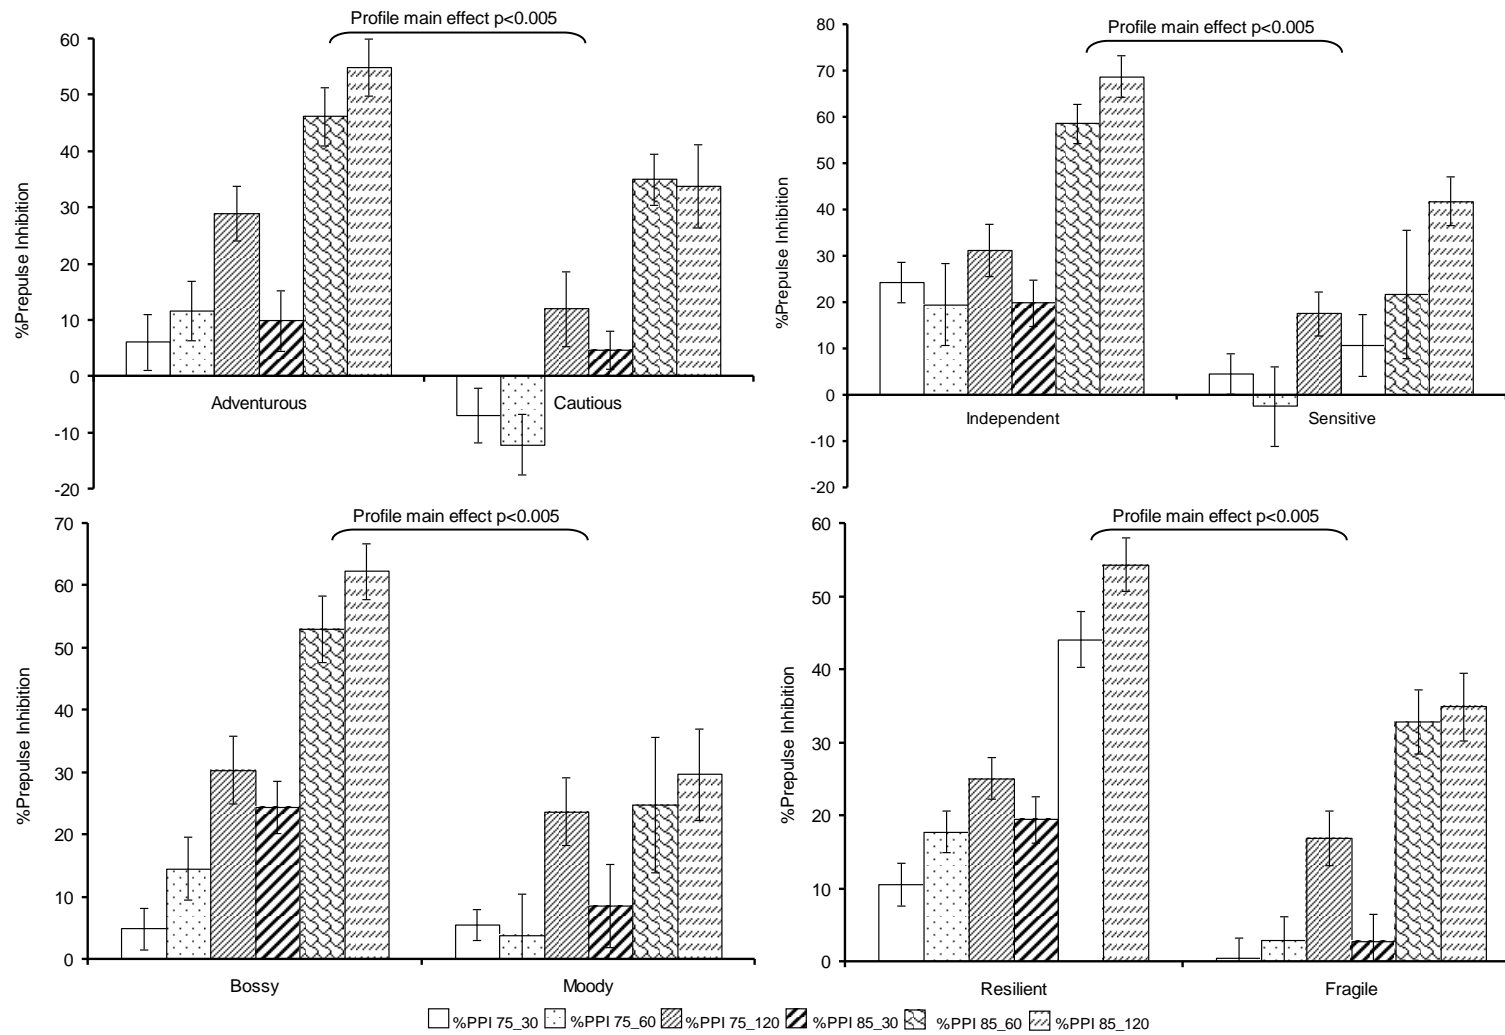 Profile main effect p<0.005
60
50
40
30
20
10
0
-10
-20
%Prepulse Inhibition
Adventurous
Cautious
Profile main effect p<0.005
80
70
60
50
40
30
20
10
0
-10
-20
%Prepulse Inhibition
Independent
Sensitive
Profile main effect p<0.005
70
60
50
40
30
20
10
0
%Prepulse Inhibition
Bossy
Moody
Profile main effect p<0.005
60
50
40
30
20
10
0
%Prepulse Inhibition
Resilient
Fragile
%PPI 75_30 %PPI 75_60 %PPI 75_120 %PPI 85_30 %PPI 85_60 %PPI 85_120